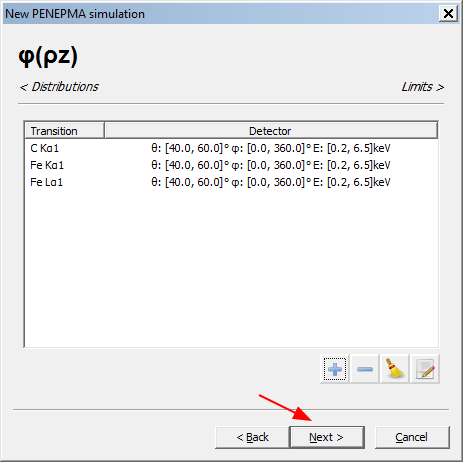 New PENEPMA simulation
φ(ρz)
< Distributions Limits >
Transition Detector
C Kα1 θ: [40.0, 60.0]° φ: [0.0, 360.0]° E: [0.2, 6.5]keV
Fe Kα1 θ: [40.0, 60.0]° φ: [0.0, 360.0]° E: [0.2, 6.5]keV
Fe Lα1 θ: [40.0, 60.0]° φ: [0.0, 360.0]° E: [0.2, 6.5]keV
< Back Next > Cancel